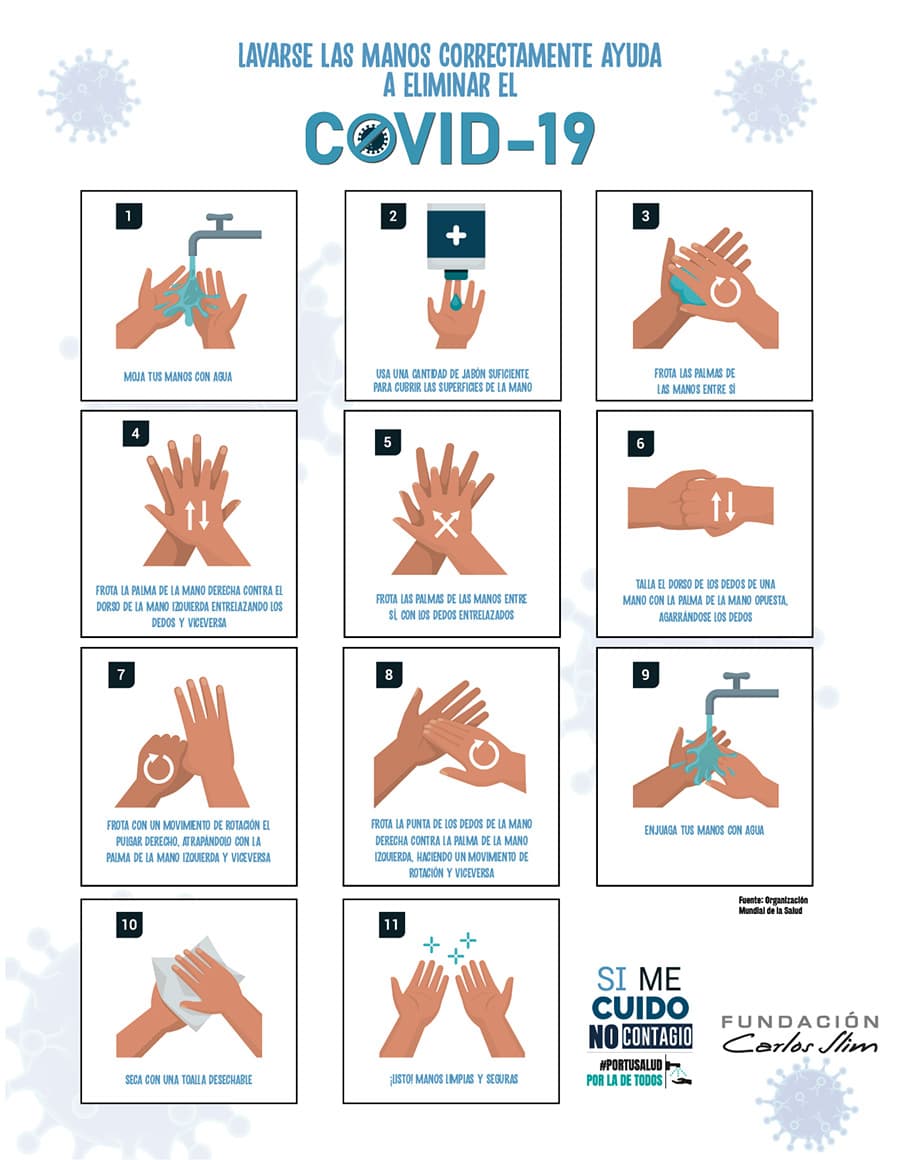 LAVARSE LAS MANOS CORRECTAMENTE AYUDA
A ELIMINAR EL
COVID-19
1
MOJA TUS MANOS CON AGUA
2
USA UNA CANTIDAD DE JABÓN SUFICIENTE
PARA CUBRIR LAS SUPERFICIES DE LA MANO
3
FROTA LAS PALMAS DE
LAS MANOS ENTRE SÍ
4
FROTA LA PALMA DE LA MANO DERECHA CONTRA EL
DORSO DE LA MANO IZQUIERDA ENTRELAZANDO LOS
DEDOS Y VICEVERSA
5
FROTA LAS PALMAS DE LAS MANOS ENTRE
SÍ, CON LOS DEDOS ENTRELAZADOS
6
TALLA EL DORSO DE LOS DEDOS DE UNA
MANO CON LA PALMA DE LA MANO OPUESTA,
AGARRÁNDOSE LOS DEDOS
7
FROTA CON UN MOVIMIENTO DE ROTACIÓN EL
PULGAR DERECHO, ATRAPÁNDOLO CON LA
PALMA DE LA MANO IZQUIERDA Y VICEVERSA
8
FROTA LA PUNTA DE LOS DEDOS DE LA MANO
DERECHA CONTRA LA PALMA DE LA MANO
IZQUIERDA, HACIENDO UN MOVIMIENTO DE
ROTACIÓN Y VICEVERSA
9
ENJUAGA TUS MANOS CON AGUA
Fuente: Organización
Mundial de la Salud
10
SECA CON UNA TOALLA DESECHABLE
11
¡LISTO! MANOS LIMPIAS Y SEGURAS
SI ME
CUIDO
NO CONTAGIO
#PORTUSALUD
POR LA DE TODOS
FUNDACIÓN
Carlos Slim